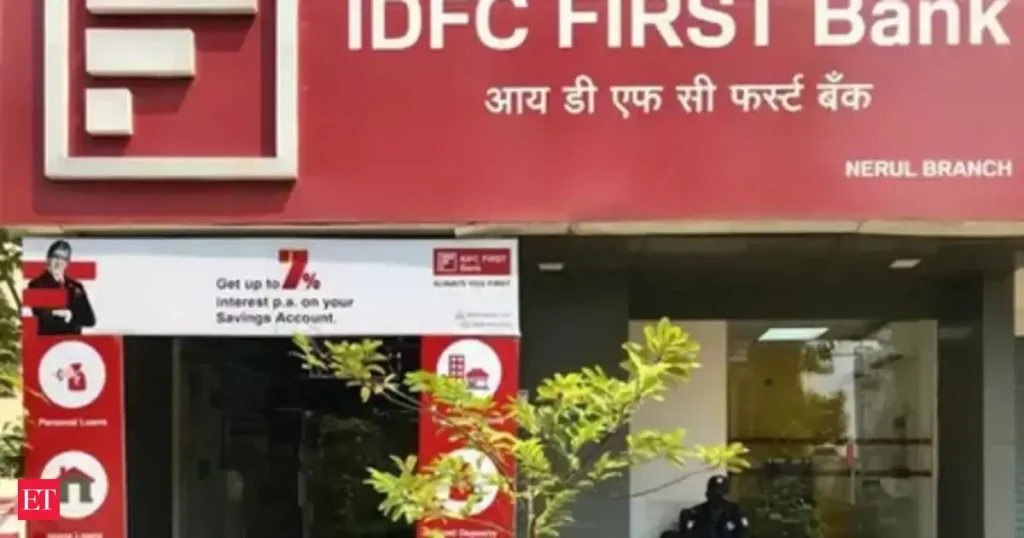 IDFC FIRST Bank
आय डी एफ सी फर्स्ट बँक
NERUL BRANCH
Get up to 7%
interest p.a. on your
Savings Account.
IDFC FIRST
Bank
ALWAYS YOU FIRST
Personal Loans
ET